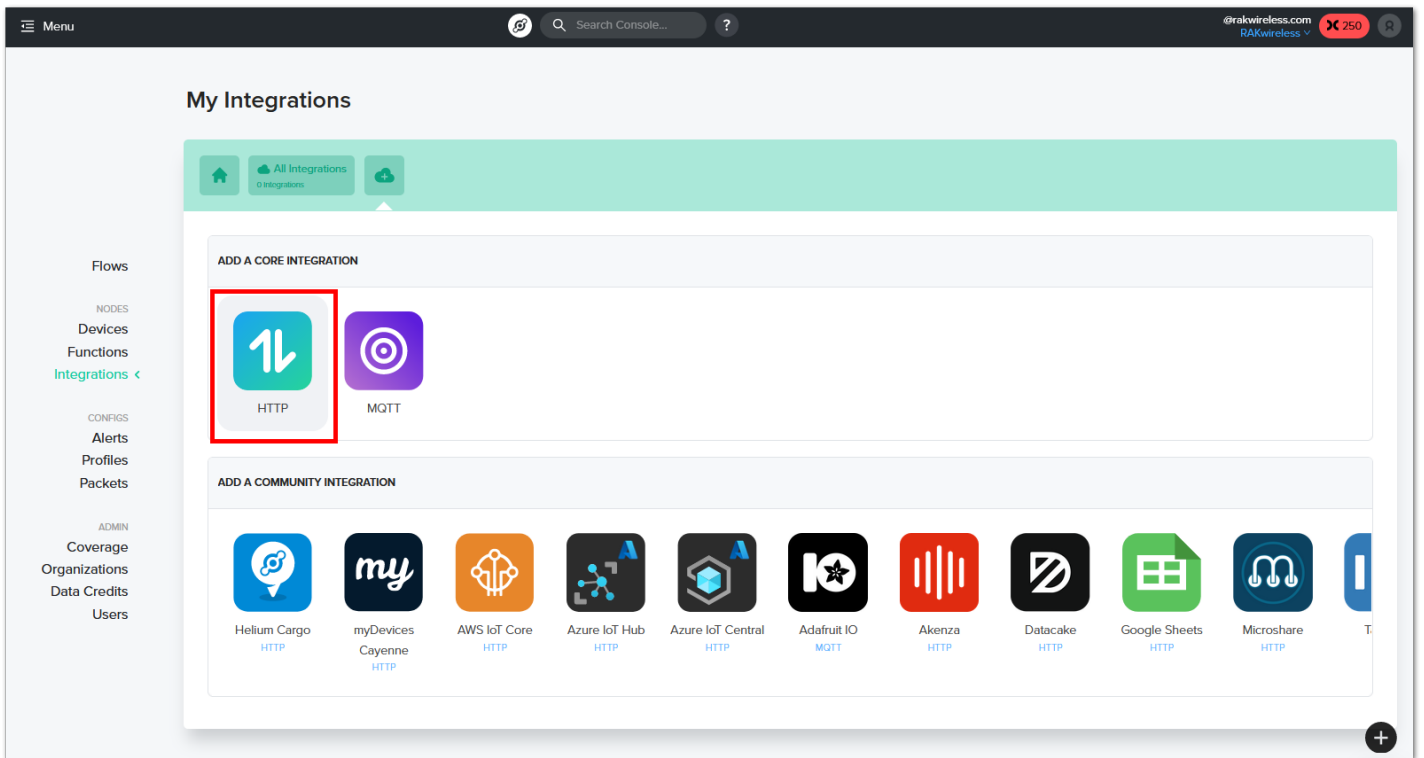 Menu
Search Console...
?
@rakwireless.com
RAKwireless
250
R
My Integrations
All Integrations
0 Integrations
Flows
NODES
Devices
Functions
Integrations
CONFIGS
Alerts
Profiles
Packets
ADMIN
Coverage
Organizations
Data Credits
Users
ADD A CORE INTEGRATION
HTTP
MQTT
ADD A COMMUNITY INTEGRATION
my
Helium Cargo
HTTP
myDevices
Cayenne
HTTP
AWS IoT Core
HTTP
Azure IoT Hub
HTTP
Azure IoT Central
HTTP
Adafruit IO
MQTT
Akenza
HTTP
Datacake
HTTP
Google Sheets
HTTP
Microshare
HTTP